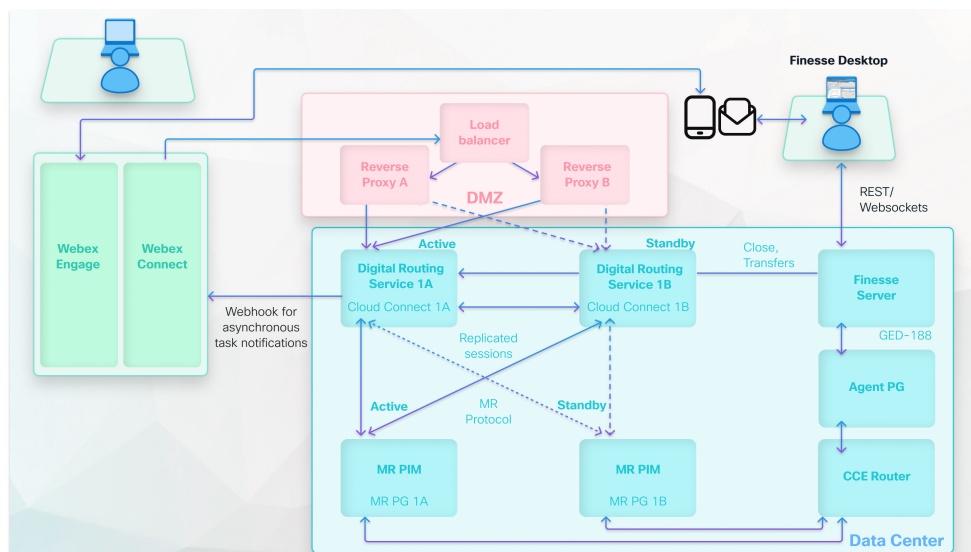 Finesse Desktop
Load
balancer
Reverse
Proxy A
Reverse
Proxy B
DMZ
REST/
Websockets
Webex
Engage
Webex
Connect
Active
Standby
Close,
Transfers
Digital Routing
Service 1A
Cloud Connect 1A
Digital Routing
Service 1B
Cloud Connect 1B
Finesse
Server
Webhook for
asynchronous
task notifications
Replicated
sessions
GED-188
Agent PG
Active
MR
Protocol
Standby
MR PIM
MR PG 1A
MR PIM
MR PG 1B
CCE Router
Data Center